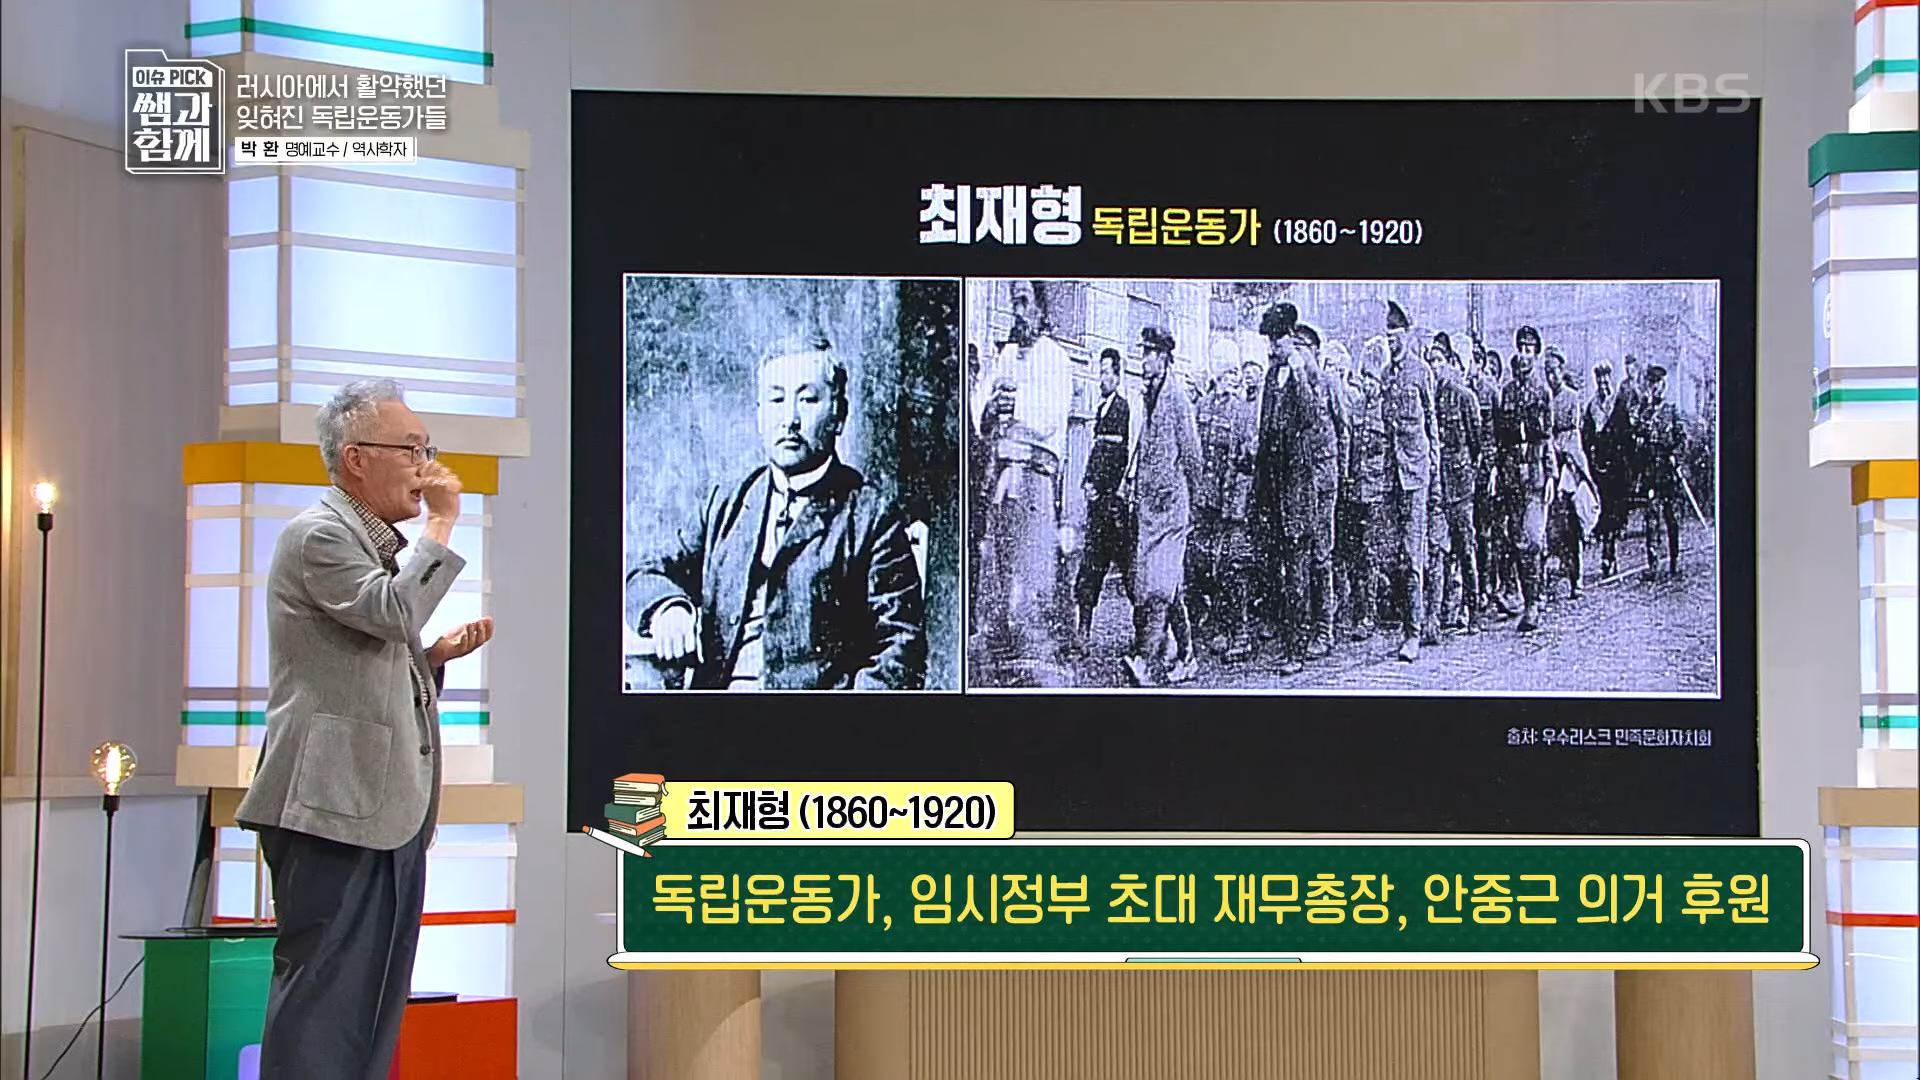 이슈 PICK
쌤과
함께
러시아에서 활약했던
잊혀진 독립운동가들
박 환 명예교수 / 역사학자
KBS
최재형 독립운동가 (1860~1920)
출처: 우수리스크 민족문화자치회
최재형 (1860~1920)
독립운동가, 임시정부 초대 재무총장, 안중근 의거 후원